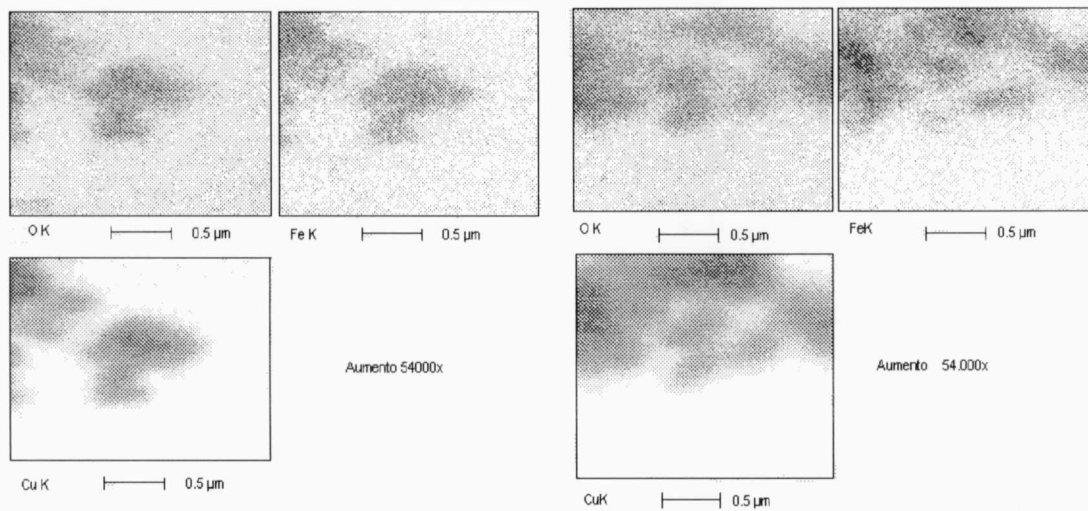 O K 0.5 µm
Fe K 0.5 µm
Cu K 0.5 µm
Aumento 54000x
O K 0.5 µm
FeK 0.5 µm
CuK 0.5 µm
Aumento 54.000x